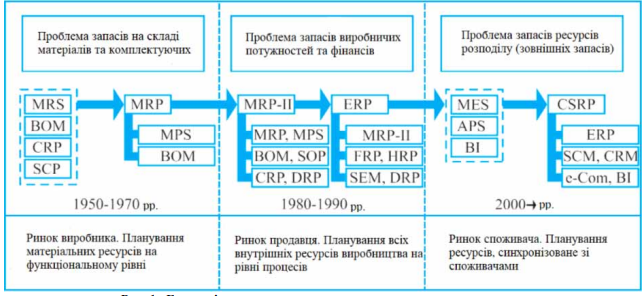 Проблема запасів на складі
матеріалів та комплектуючих
Проблема запасів виробничих
потужностей та фінансів
Проблема запасів ресурсів
розподілу (зовнішніх запасів)
MRS
BOM
CRP
SCP
MRP
MPS
BOM
MRP-II
MRP, MPS
BOM, SOP
CRP, DRP
ERP
MRP-II
FRP, HRP
SEM, DRP
MES
APS
BI
CSRP
ERP
SCM, CRM
e-Com, BI
1950-1970 рр.
1980-1990 рр.
2000→ рр.
Ринок виробника. Планування
матеріальних ресурсів на
функціональному рівні
Ринок продавця. Планування всіх
внутрішніх ресурсів виробництва на
рівні процесів
Ринок споживача. Планування
ресурсів, синхронізоване зі
споживачами